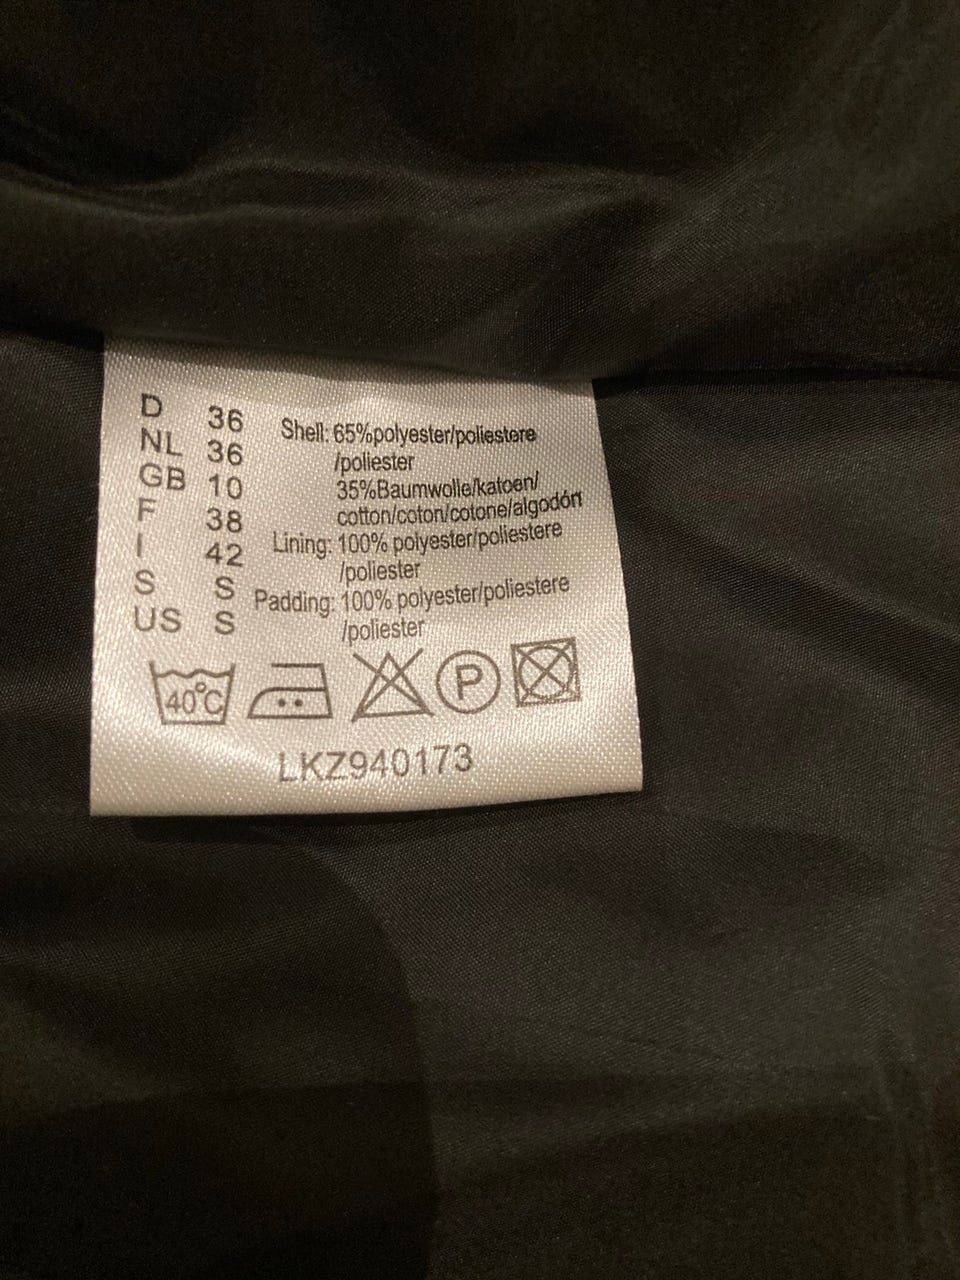 D 36
NL 36
GB 10
F 38
I 42
S S
US S
Shell: 65%polyester/poliestere
/poliester
35%Baumwolle/katoen/
cotton/coton/cotone/algodón
Lining: 100% polyester/poliestere
/poliester
Padding: 100% polyester/poliestere
/poliester
40°C P
LKZ940173